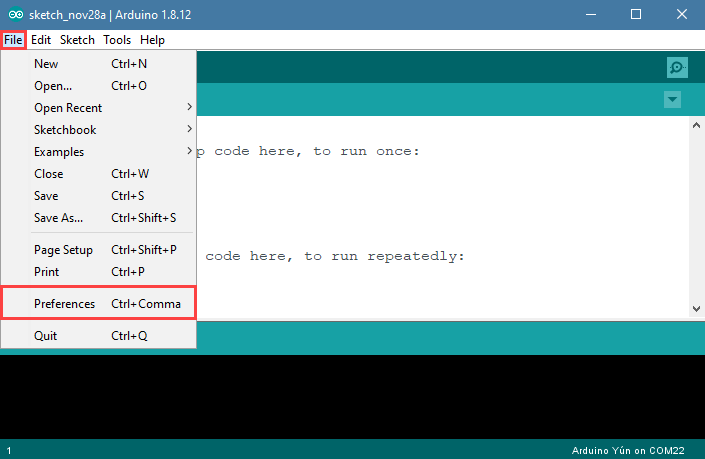 sketch_nov28a | Arduino 1.8.12
File Edit Sketch Tools Help
New Ctrl+N
Open... Ctrl+O
Open Recent
Sketchbook
Examples
Close Ctrl+W
Save Ctrl+S
Save As... Ctrl+Shift+S
Page Setup Ctrl+Shift+P
Print Ctrl+P
Preferences Ctrl+Comma
Quit Ctrl+Q
p code here, to run once:
code here, to run repeatedly:
1 Arduino Yún on COM22